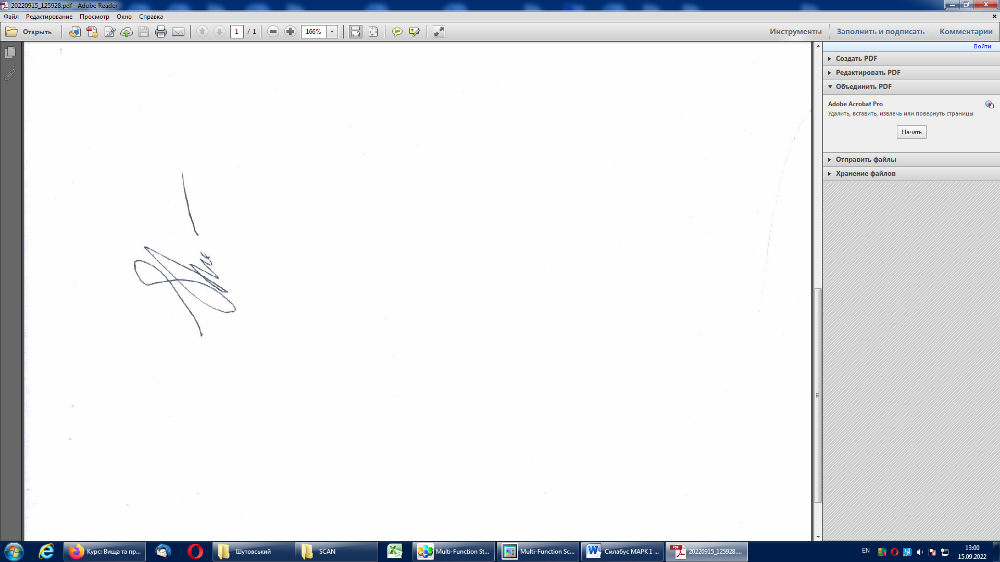 20220915_125928.pdf - Adobe Reader
Файл Редактирование Просмотр Окно Справка
Открыть 1 / 1 166% Инструменты Заполнить и подписать Комментарии
Войти
Создать PDF
Редактировать PDF
Объединить PDF
Adobe Acrobat Pro
Удалить, вставить, извлечь или повернуть страницы
Начать
Отправить файлы
Хранение файлов
Курс: Вища та пр... Шутовський SCAN Multi-Function St... Multi-Function Sc... Силабус МАРК 1 ... 20220915_125928.... EN 13:00
15.09.2022